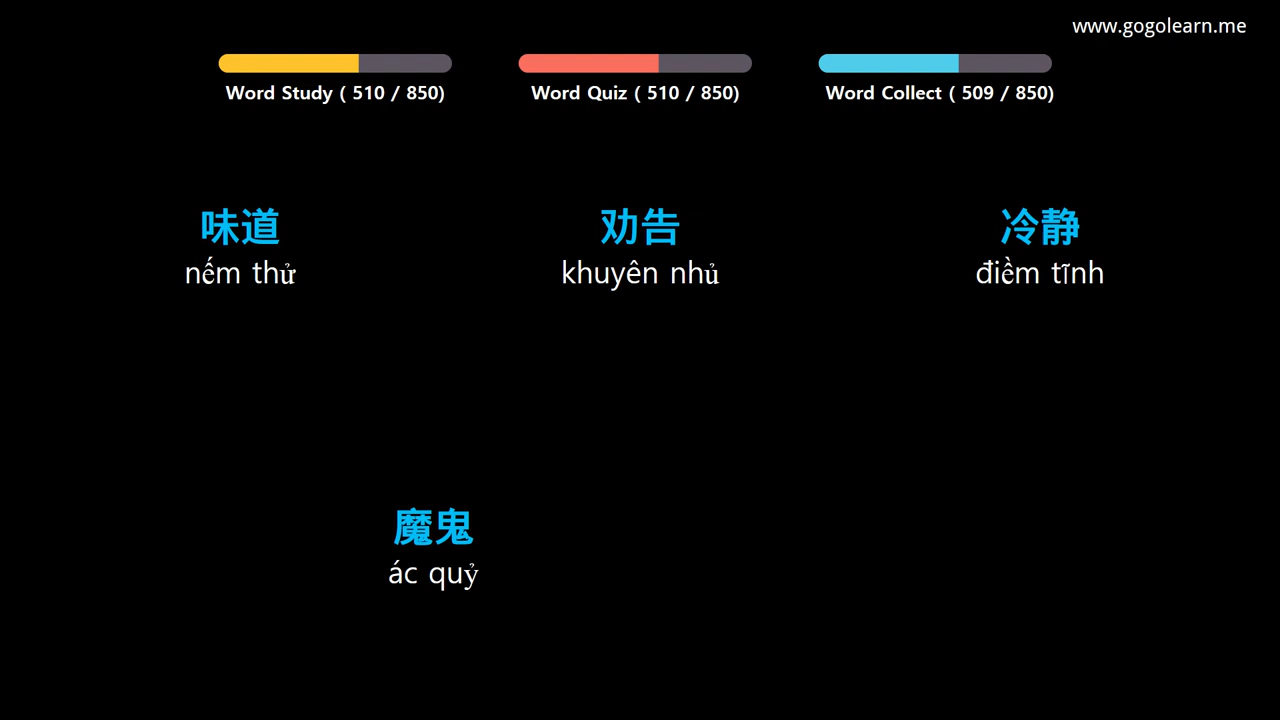 www.gogolearn.me
Word Study ( 510 / 850)
Word Quiz ( 510 / 850)
Word Collect ( 509 / 850)
味道
nếm thử
劝告
khuyên nhủ
冷静
điềm tĩnh
魔鬼
ác quỷ